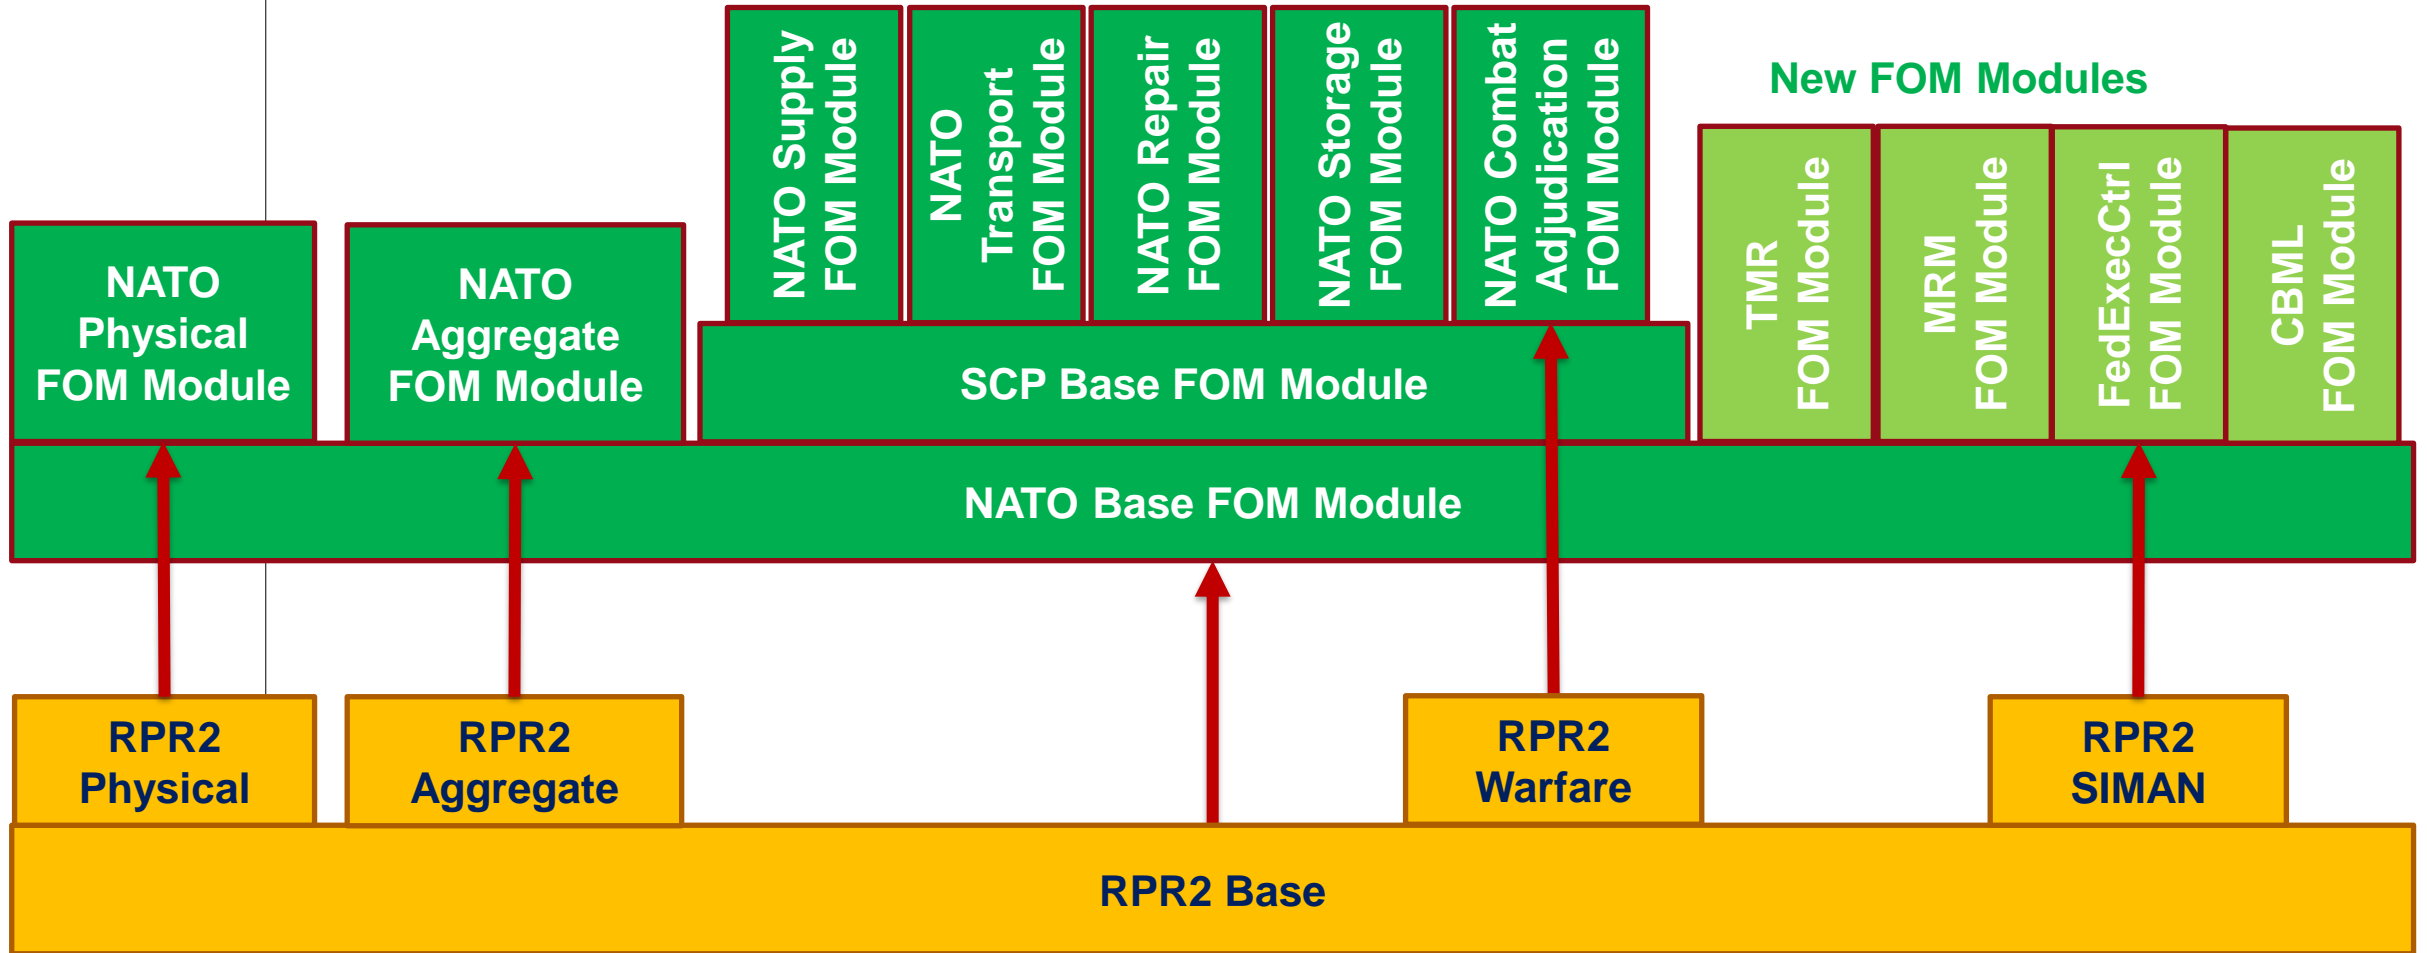 NATO Supply
FOM Module
NATO
Transport
FOM Module
NATO Repair
FOM Module
NATO Storage
FOM Module
NATO Combat
Adjudication
FOM Module
New FOM Modules
TMR
FOM Module
MRM
FOM Module
FedExecCtrl
FOM Module
CBML
FOM Module
NATO
Physical
FOM Module
NATO
Aggregate
FOM Module
SCP Base FOM Module
NATO Base FOM Module
RPR2
Physical
RPR2
Aggregate
RPR2
Warfare
RPR2
SIMAN
RPR2 Base